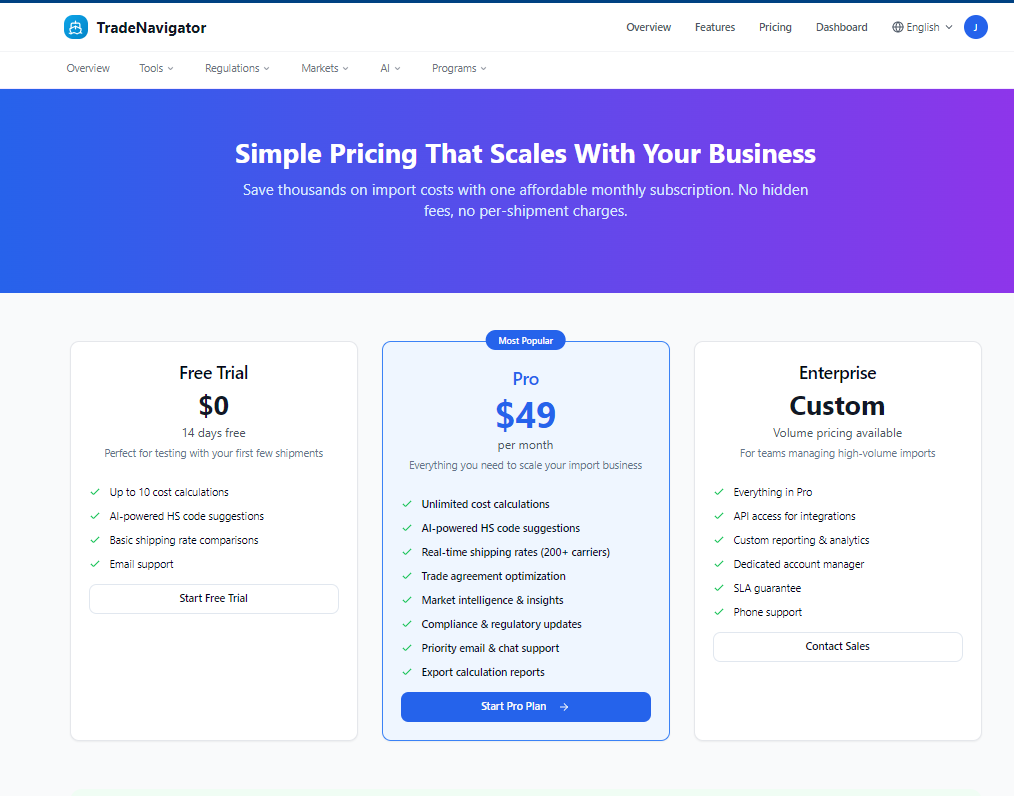 TradeNavigator
Overview
Features
Pricing
Dashboard
English
J
Overview
Tools
Regulations
Markets
AI
Programs
Simple Pricing That Scales With Your Business
Save thousands on import costs with one affordable monthly subscription. No hidden
fees, no per-shipment charges.
Free Trial
$0
14 days free
Perfect for testing with your first few shipments
Up to 10 cost calculations
AI-powered HS code suggestions
Basic shipping rate comparisons
Email support
Start Free Trial
Most Popular
Pro
$49
per month
Everything you need to scale your import business
Unlimited cost calculations
AI-powered HS code suggestions
Real-time shipping rates (200+ carriers)
Trade agreement optimization
Market intelligence & insights
Compliance & regulatory updates
Priority email & chat support
Export calculation reports
Start Pro Plan
Enterprise
Custom
Volume pricing available
For teams managing high-volume imports
Everything in Pro
API access for integrations
Custom reporting & analytics
Dedicated account manager
SLA guarantee
Phone support
Contact Sales